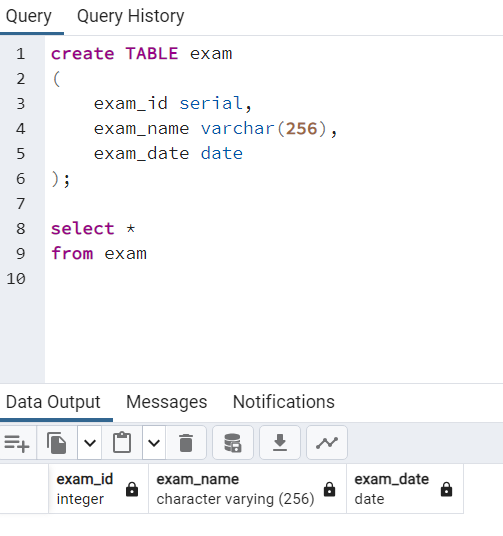 Query Query History
1 create TABLE exam
2 (
3 exam_id serial,
4 exam_name varchar(256),
5 exam_date date
6 );
7
8 select *
9 from exam
10
Data Output Messages Notifications
exam_id exam_name exam_date
integer character varying (256) date